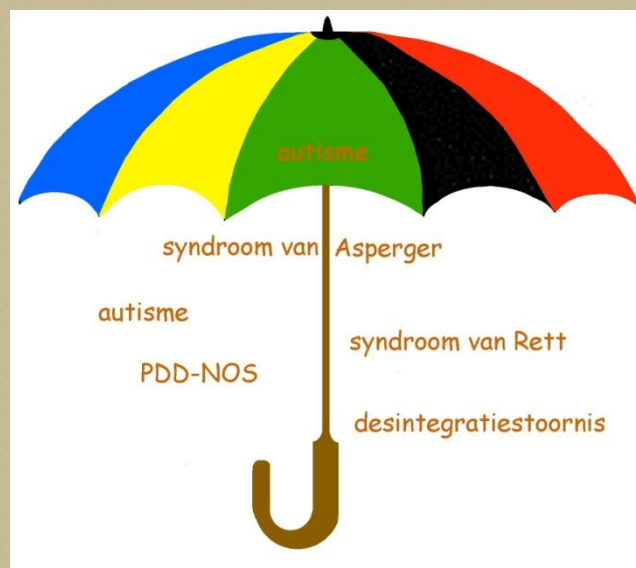 autisme
syndroom van Asperger
autisme
syndroom van Rett
PDD-NOS
desintegratiestoornis